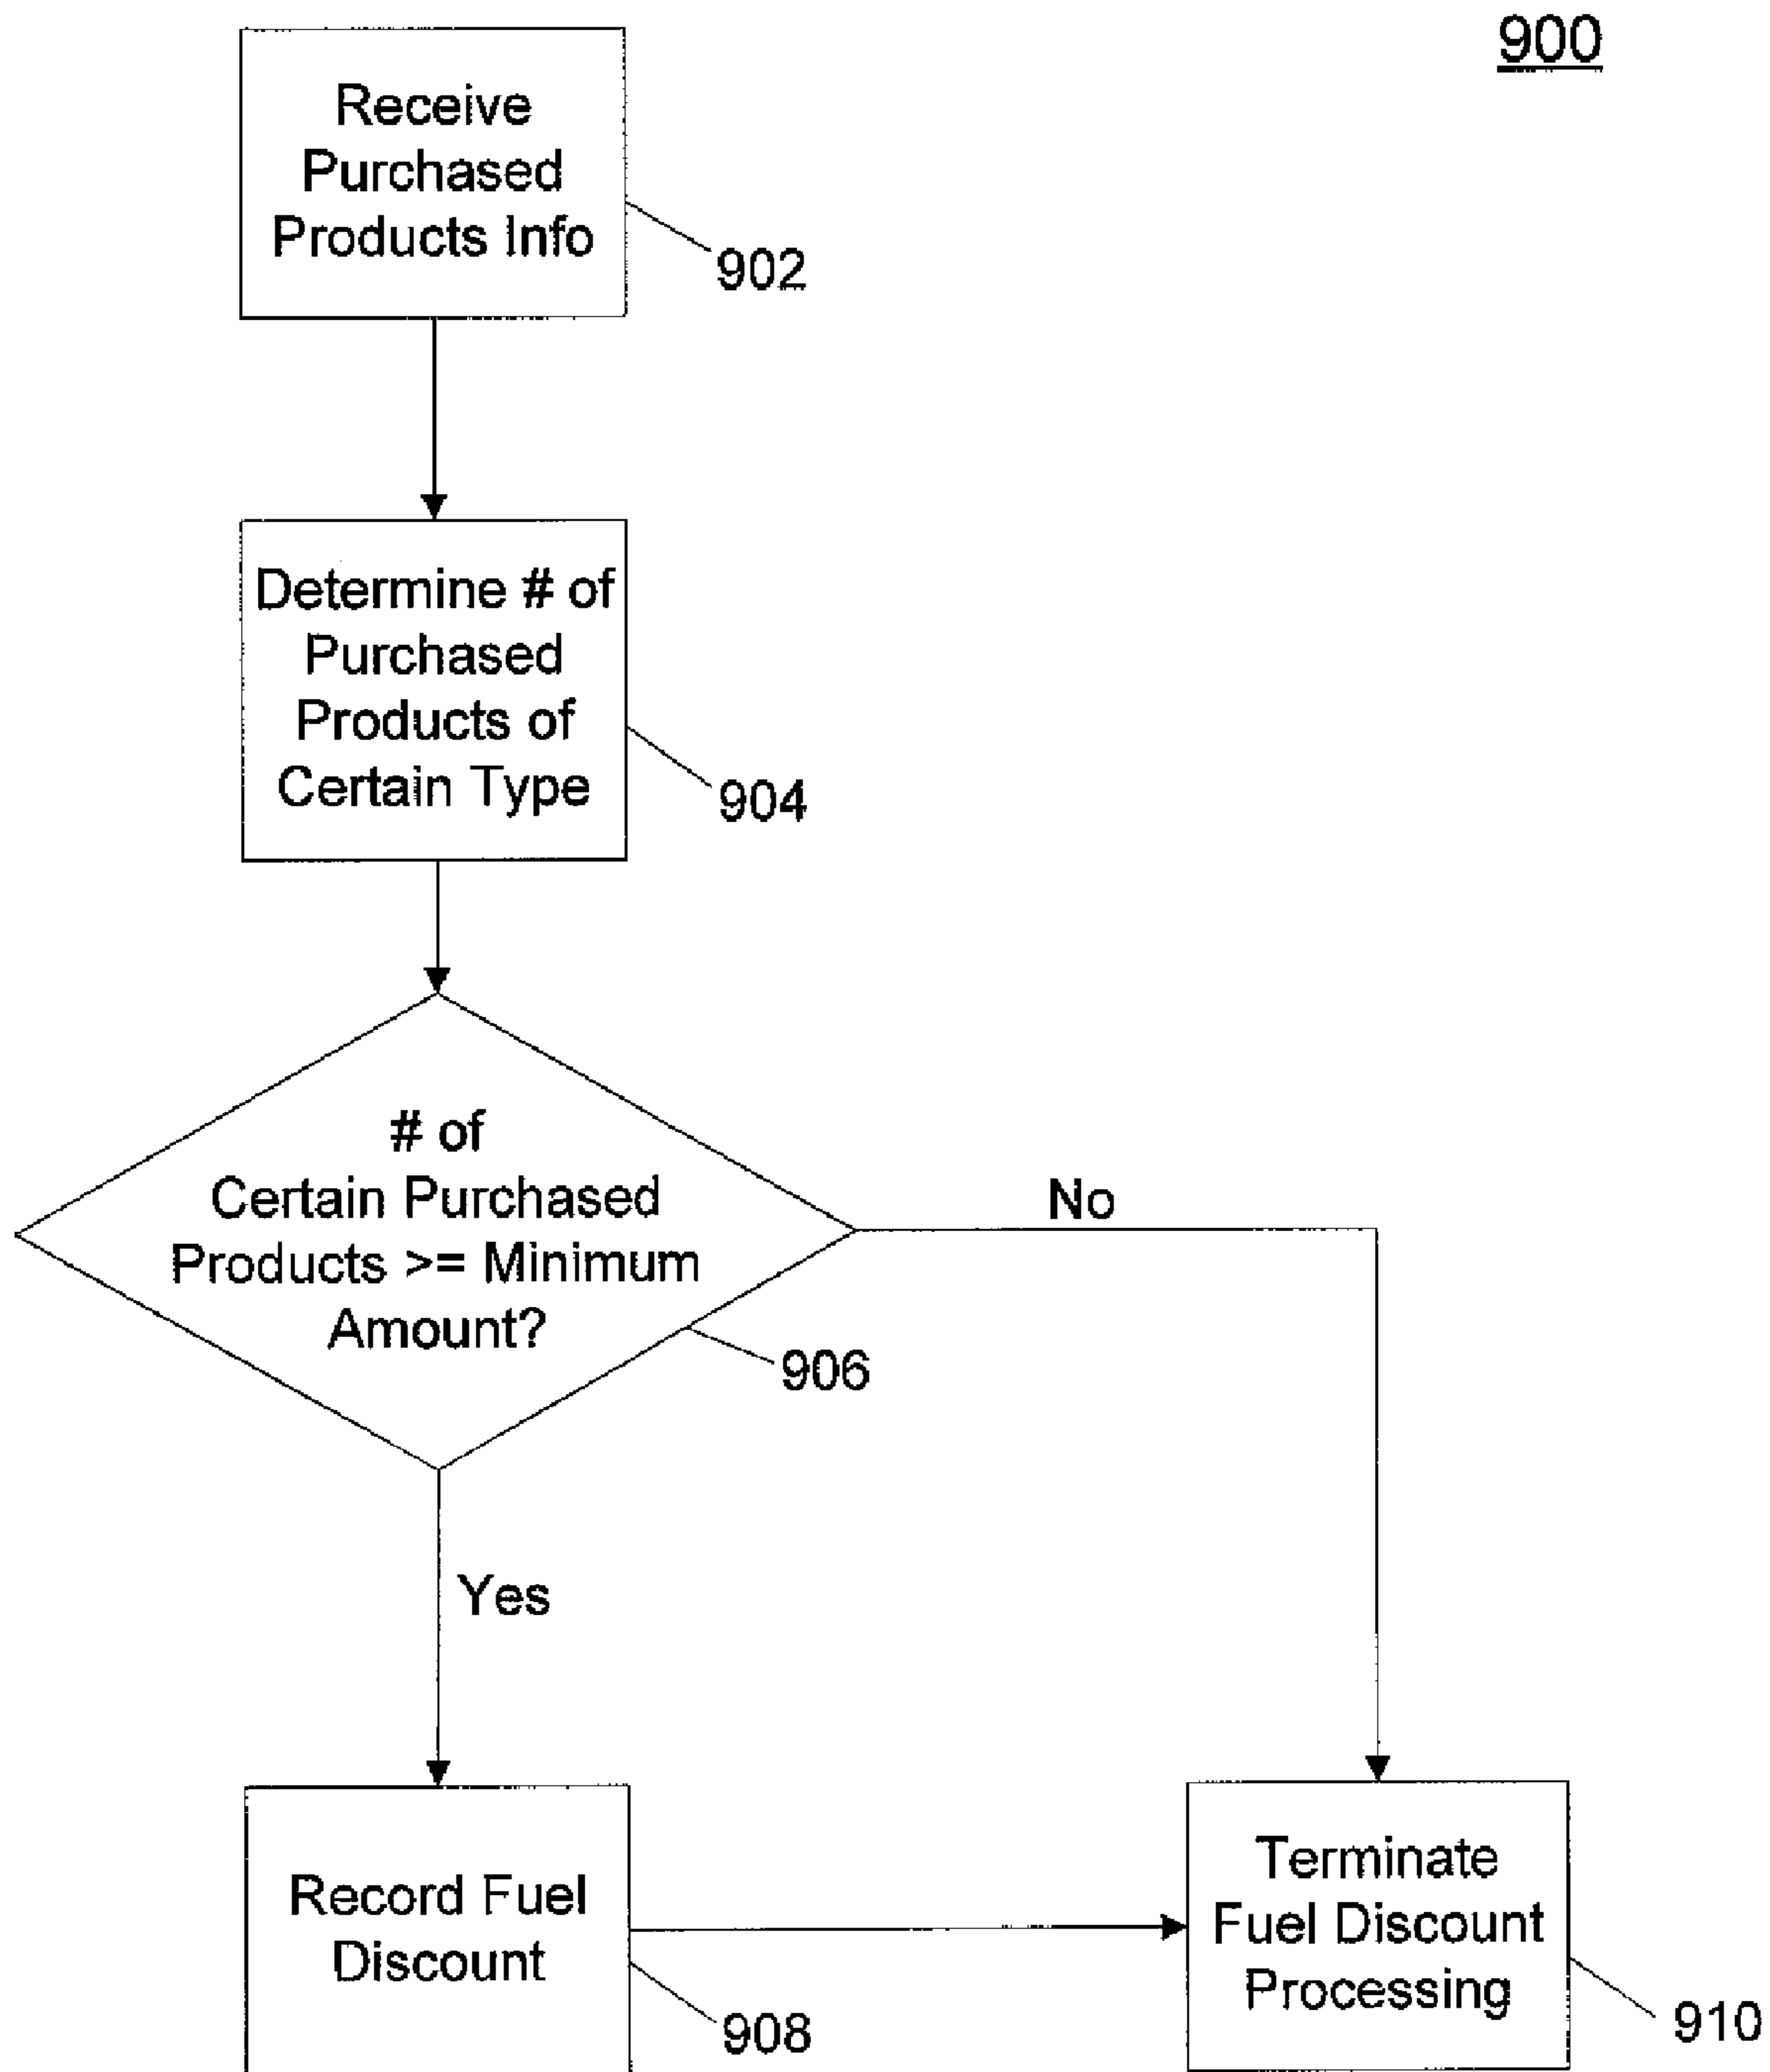 900
Receive
Purchased
Products Info
902
Determine # of
Purchased
Products of
Certain Type
904
# of
Certain Purchased
Products >= Minimum
Amount?
906
No
Yes
Record Fuel
Discount
908
Terminate
Fuel Discount
Processing
910